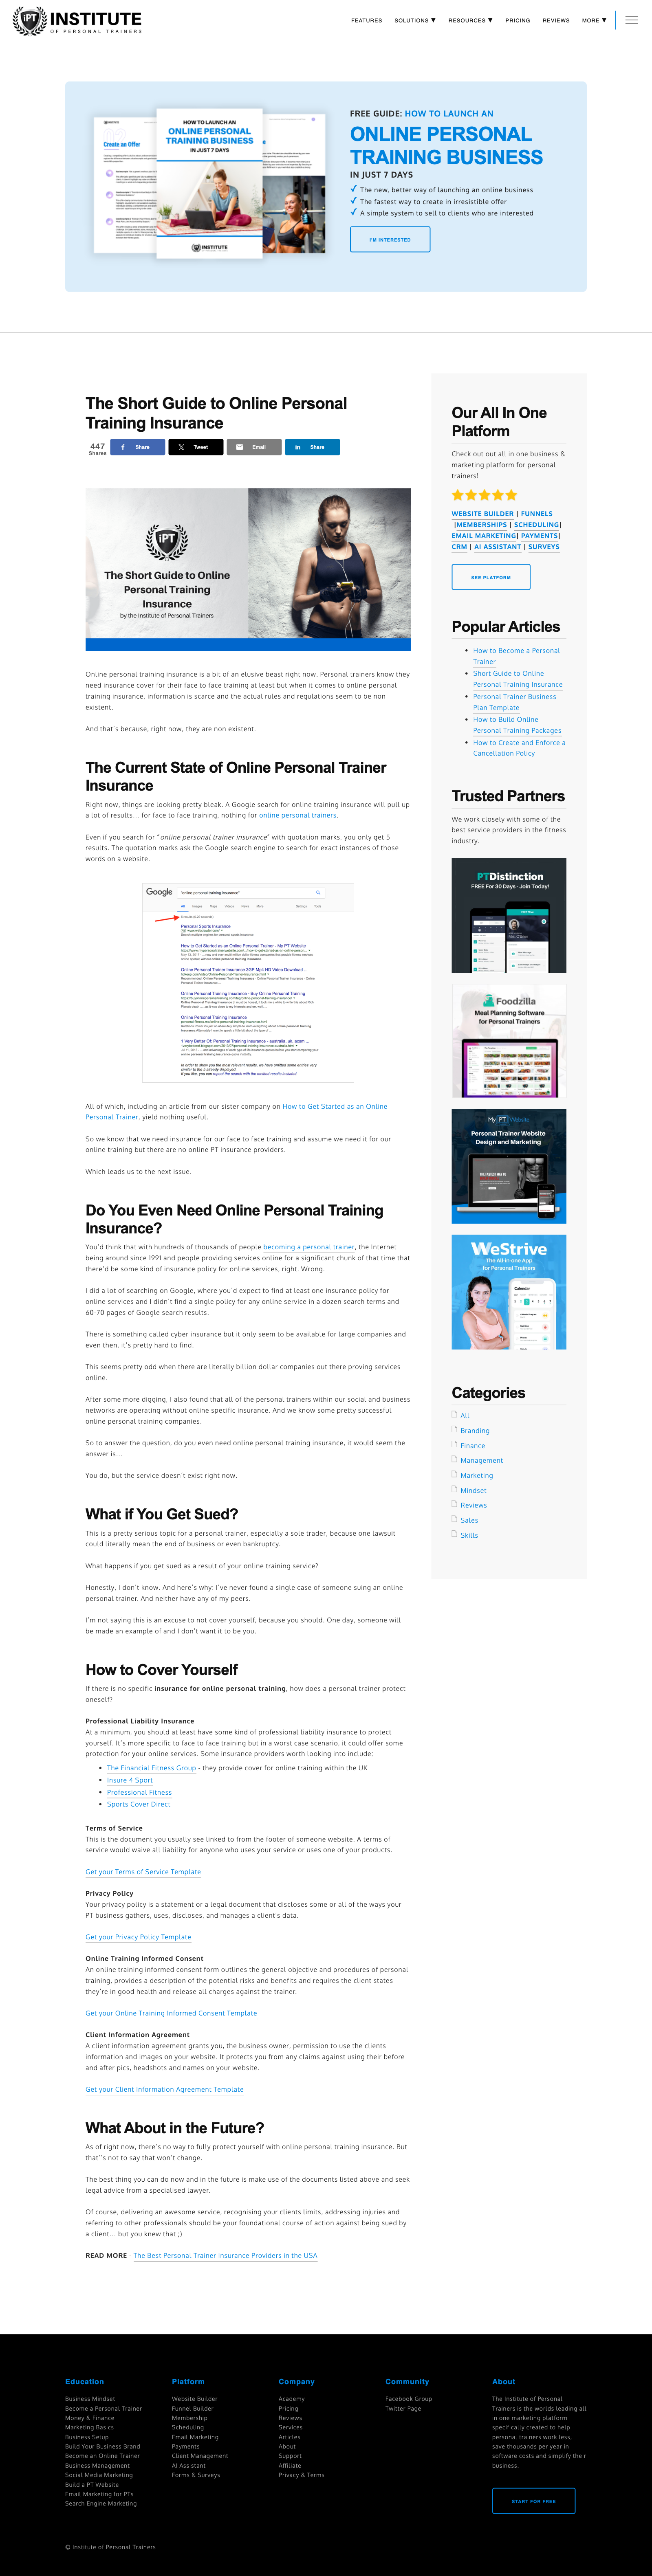 iPT INSTITUTE
OF PERSONAL TRAINERS
FEATURES SOLUTIONS ▼ RESOURCES ▼ PRICING REVIEWS MORE ▼
HOW TO LAUNCH AN
ONLINE PERSONAL
TRAINING BUSINESS
IN JUST 7 DAYS
Create an Offer
INSTITUTE
FREE GUIDE: HOW TO LAUNCH AN
ONLINE PERSONAL
TRAINING BUSINESS
IN JUST 7 DAYS
The new, better way of launching an online business
The fastest way to create in irresistible offer
A simple system to sell to clients who are interested
I'M INTERESTED
The Short Guide to Online Personal
Training Insurance
447
Shares
Share
Tweet
Email
Share
iPT
The Short Guide to Online
Personal Training
Insurance
by the Institute of Personal Trainers
Online personal training insurance is a bit of an elusive beast right now. Personal trainers know they
need insurance cover for their face to face training at least but when it comes to online personal
training insurance, information is scarce and the actual rules and regulations seem to be non
existent.
And that's because, right now, they are non existent.
The Current State of Online Personal Trainer
Insurance
Right now, things are looking pretty bleak. A Google search for online training insurance will pull up
a lot of results... for face to face training, nothing for online personal trainers.
Even if you search for "online personal trainer insurance" with quotation marks, you only get 5
results. The quotation marks ask the Google search engine to search for exact instances of those
words on a website.
Google
"online personal training insurance"
Personal Sports Insurance
How to Get Started as an Online Personal Trainer - My PT Website
Online Personal Trainer Insurance 3GP Mp4 HD Video Download ...
Online Personal Training Insurance - Buy Online Personal Training
Online Personal Training Insurance
1 Very Better Ol: Personal trainer insurance - Australia, uk, acom ...
All of which, including an article from our sister company on How to Get Started as an Online
Personal Trainer, yield nothing useful.
So we know that we need insurance for our face to face training and assume we need it for our
online training but there are no online PT insurance providers.
Which leads us to the next issue.
Do You Even Need Online Personal Training
Insurance?
You'd think that with hundreds of thousands of people becoming a personal trainer, the Internet
being around since 1991 and people providing services online for a significant chunk of that time that
there'd be some kind of insurance policy for online services, right. Wrong.
I did a lot of searching on Google, where you'd expect to find at least one insurance policy for
online services and I didn't find a single policy for any online service in a dozen search terms and
60-70 pages of Google search results.
There is something called cyber insurance but it only seem to be available for large companies and
even then, it's pretty hard to find.
This seems pretty odd when there are literally billion dollar companies out there proving services
online.
After some more digging, I also found that all of the personal trainers within our social and business
networks are operating without online specific insurance. And we know some pretty successful
online personal training companies.
So to answer the question, do you even need online personal training insurance, it would seem the
answer is...
You do, but the service doesn't exist right now.
What if You Get Sued?
This is a pretty serious topic for a personal trainer, especially a sole trader, because one lawsuit
could literally mean the end of business or even bankruptcy.
What happens if you get sued as a result of your online training service?
Honestly, I don't know. And here's why: I've never found a single case of someone suing an online
personal trainer. And neither have any of my peers.
I'm not saying this is an excuse to not cover yourself, because you should. One day, someone will
be made an example of and I don't want it to be you.
How to Cover Yourself
If there is no specific insurance for online personal training, how does a personal trainer protect
oneself?
Professional Liability Insurance
At a minimum, you should at least have some kind of professional liability insurance to protect
yourself. It's more specific to face to face training but in a worst case scenario, it could offer some
protection for your online services. Some insurance providers worth looking into include:
• The Financial Fitness Group - they provide cover for online training within the UK
• Insure 4 Sport
• Professional Fitness
• Sports Cover Direct
Terms of Service
This is the document you usually see linked to from the footer of someone website. A terms of
service would waive all liability for anyone who uses your service or uses one of your products.
Get your Terms of Service Template
Privacy Policy
Your privacy policy is a statement or a legal document that discloses some or all of the ways your
PT business gathers, uses, discloses, and manages a client's data.
Get your Privacy Policy Template
Online Training Informed Consent
An online training informed consent form outlines the general objective and procedures of personal
training, provides a description of the potential risks and benefits and requires the client states
they're in good health and release all charges against the trainer.
Get your Online Training Informed Consent Template
Client Information Agreement
A client information agreement grants you, the business owner, permission to use the clients
information and images on your website. It protects you from any claims against using their before
and after pics, headshots and names on your website.
Get your Client Information Agreement Template
What About in the Future?
As of right now, there's no way to fully protect yourself with online personal training insurance. But
that''s not to say that won't change.
The best thing you can do now and in the future is make use of the documents listed above and seek
legal advice from a specialised lawyer.
Of course, delivering an awesome service, recognising your clients limits, addressing injuries and
referring to other professionals should be your foundational course of action against being sued by
a client... but you knew that ;)
READ MORE - The Best Personal Trainer Insurance Providers in the USA
Our All In One
Platform
Check out out all in one business &
marketing platform for personal
trainers!
WEBSITE BUILDER | FUNNELS
|MEMBERSHIPS | SCHEDULING|
EMAIL MARKETING| PAYMENTS|
CRM | AI ASSISTANT | SURVEYS
SEE PLATFORM
Popular Articles
• How to Become a Personal
Trainer
• Short Guide to Online
Personal Training Insurance
• Personal Trainer Business
Plan Template
• How to Build Online
Personal Training Packages
• How to Create and Enforce a
Cancellation Policy
Trusted Partners
We work closely with some of the
best service providers in the fitness
industry.
PTDistinction
FREE For 30 Days - Join Today!
Foodzilla
Meal Planning Software
for Personal Trainers
My PT Website
Personal Trainer Website
Design and Marketing
WeStrive
The All-in-One App
for Personal Trainers
Calendar
Categories
All
Branding
Finance
Management
Marketing
Mindset
Reviews
Sales
Skills
Education
Business Mindset
Become a Personal Trainer
Money & Finance
Marketing Basics
Business Setup
Build Your Business Brand
Become an Online Trainer
Business Management
Social Media Marketing
Build a PT Website
Email Marketing for PTs
Search Engine Marketing
Platform
Website Builder
Funnel Builder
Membership
Scheduling
Email Marketing
Payments
Client Management
AI Assistant
Forms & Surveys
Company
Academy
Pricing
Reviews
Services
Articles
About
Support
Affiliate
Privacy & Terms
Community
Facebook Group
Twitter Page
About
The Institute of Personal
Trainers is the worlds leading all
in one marketing platform
specifically created to help
personal trainers work less,
save thousands per year in
software costs and simplify their
business.
START FOR FREE
© Institute of Personal Trainers